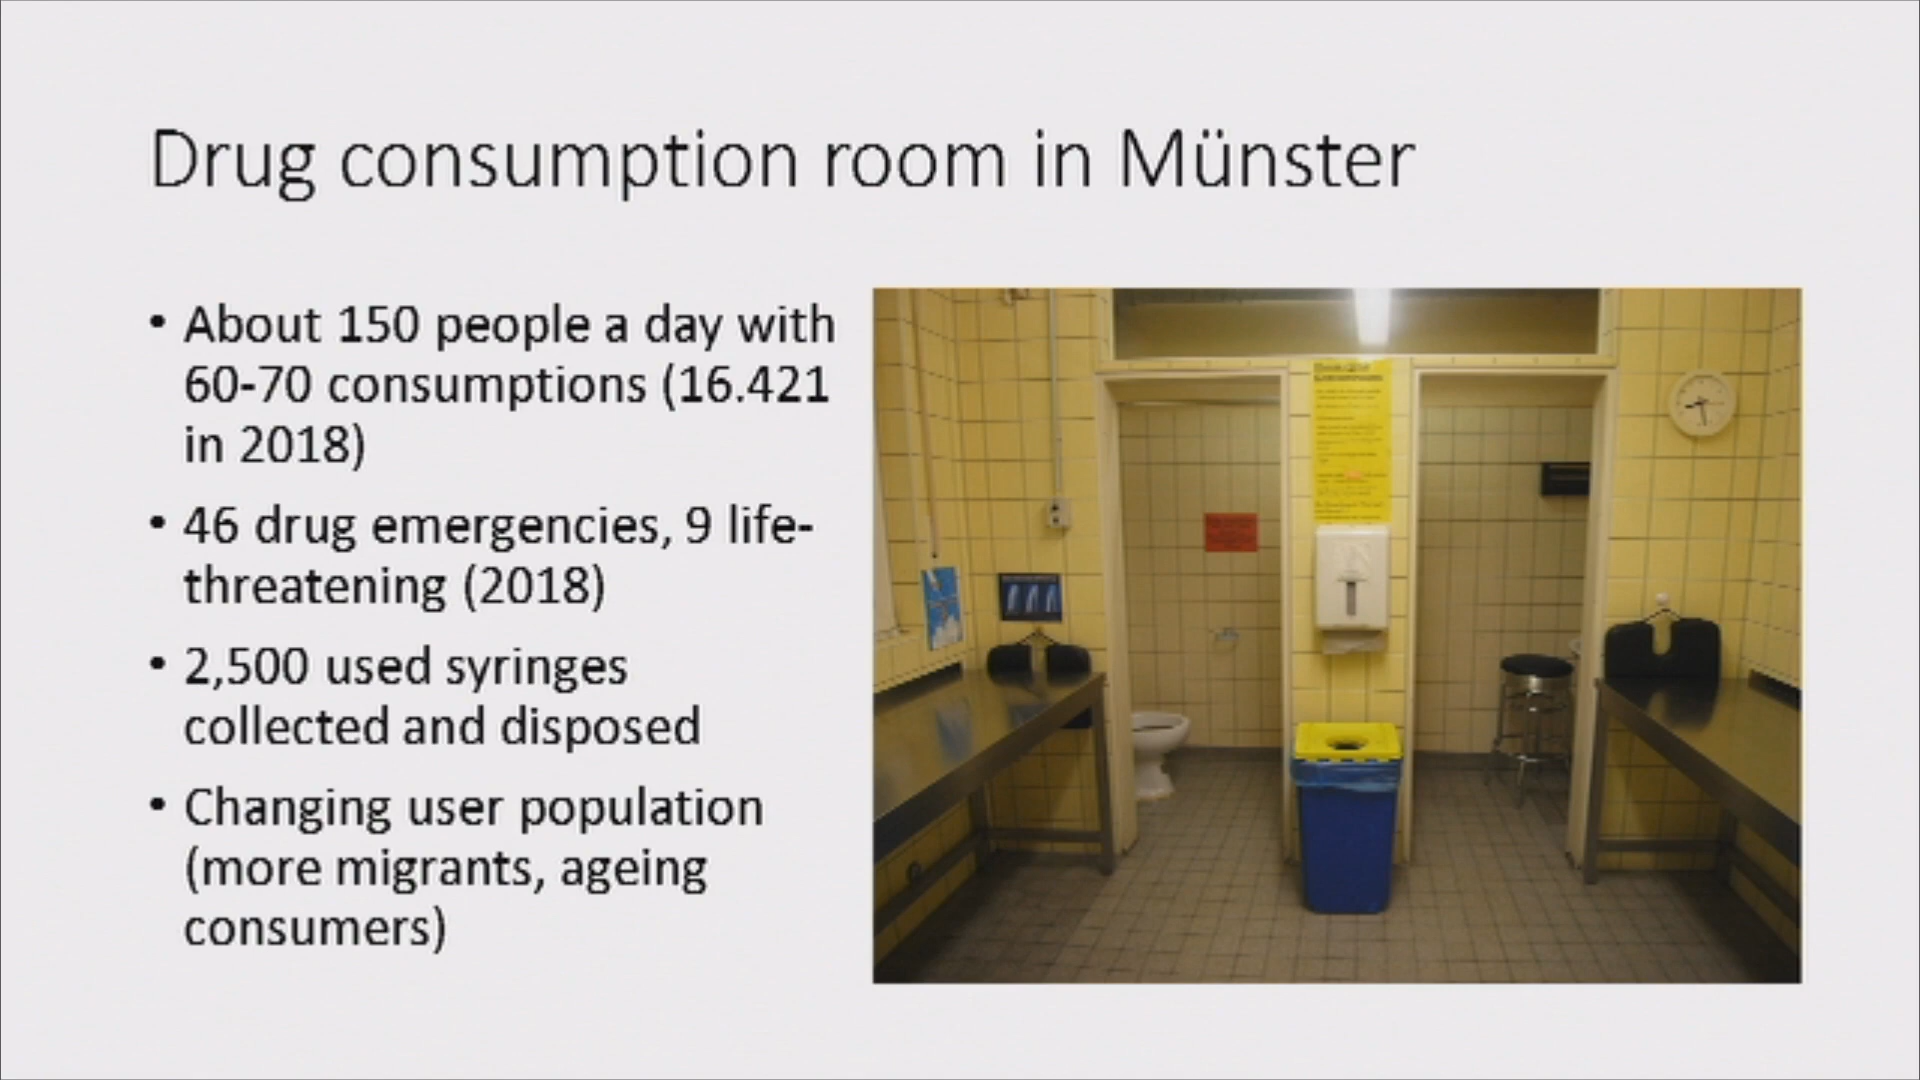 Drug consumption room in Münster
• About 150 people a day with
60-70 consumptions (16.421
in 2018)
• 46 drug emergencies, 9 life-
threatening (2018)
• 2,500 used syringes
collected and disposed
• Changing user population
(more migrants, ageing
consumers)